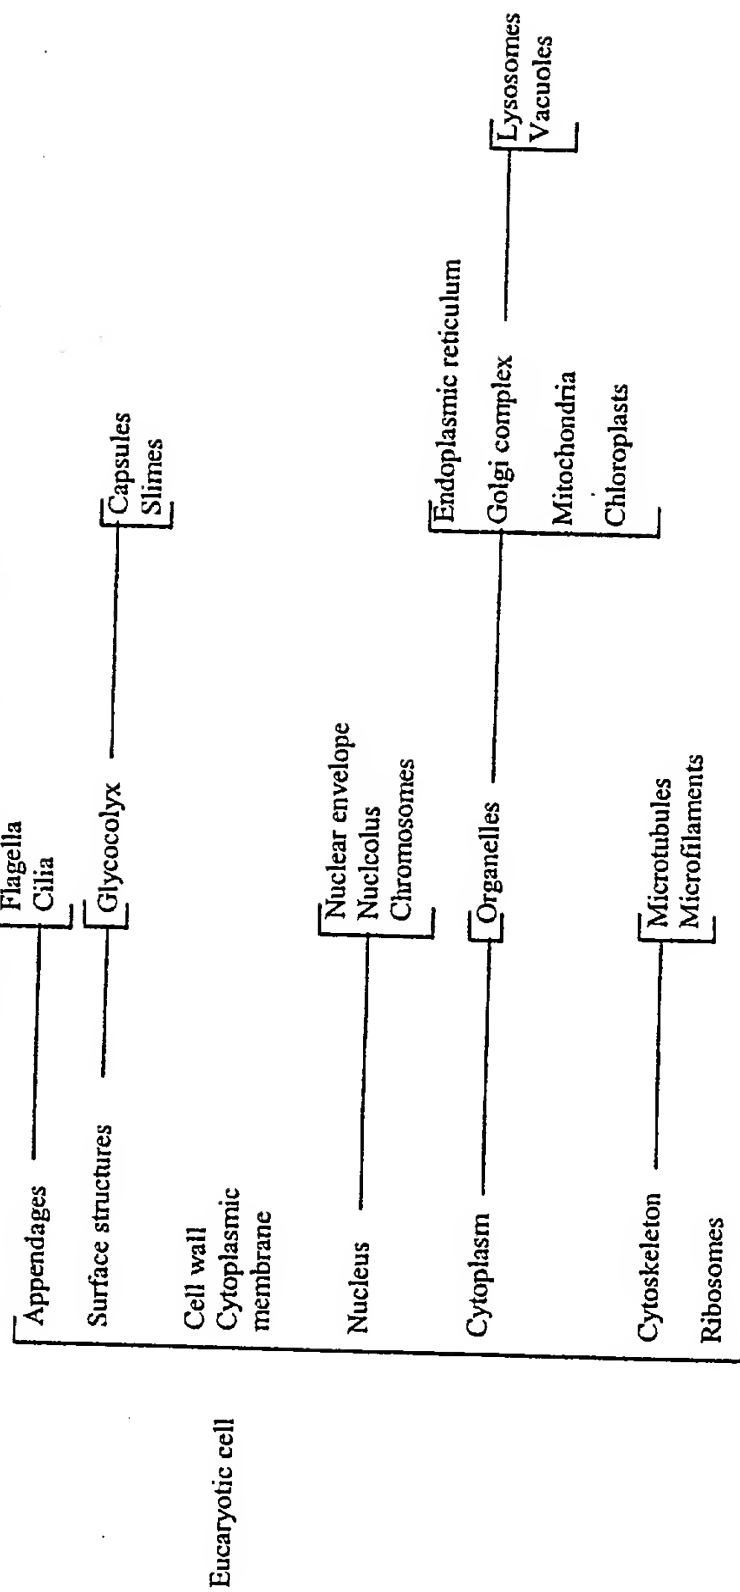 Eucaryotic cell
Appendages
Flagella
Cilia
Surface structures
Glycocolyx
Capsules
Slimes
Cell wall
Cytoplasmic
membrane
Nucleus
Nuclear envelope
Nuclcolus
Chromosomes
Cytoplasm
Organelles
Endoplasmic reticulum
Golgi complex
Lysosomes
Vacuoles
Mitochondria
Chloroplasts
Cytoskeleton
Microtubules
Microfilaments
Ribosomes